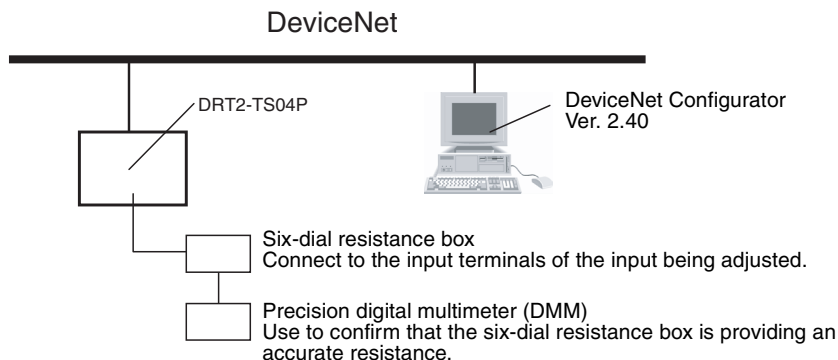 DeviceNet
DRT2-TS04P
DeviceNet Configurator
Ver. 2.40
Six-dial resistance box
Connect to the input terminals of the input being adjusted.
Precision digital multimeter (DMM)
Use to confirm that the six-dial resistance box is providing an
accurate resistance.